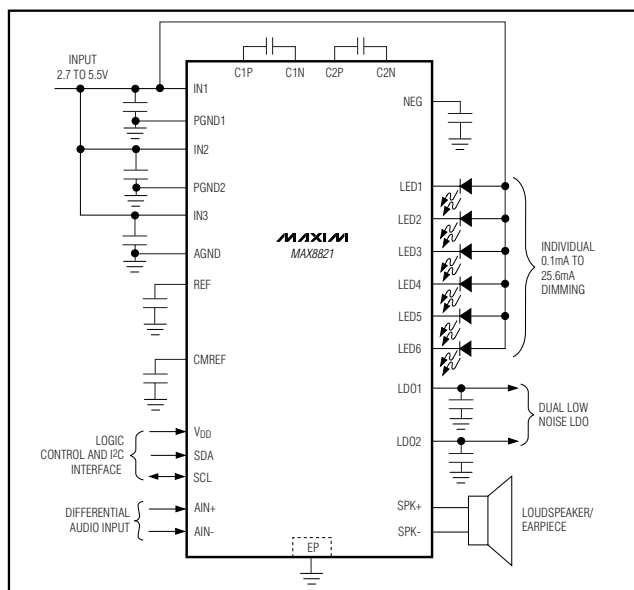 INPUT
2.7 TO 5.5V
C1P
C1N
C2P
C2N
IN1
PGND1
IN2
PGND2
IN3
AGND
REF
CMREF
NEG
LED1
LED2
LED3
LED4
LED5
LED6
INDIVIDUAL
0.1mA TO
25.6mA
DIMMING
MAXIM
MAX8821
LDO1
LDO2
DUAL LOW
NOISE LDO
LOGIC
CONTROL AND I2C
INTERFACE
VDD
SDA
SCL
DIFFERENTIAL
AUDIO INPUT
AIN+
AIN-
SPK+
SPK-
LOUDSPEAKER/
EARPIECE
EP